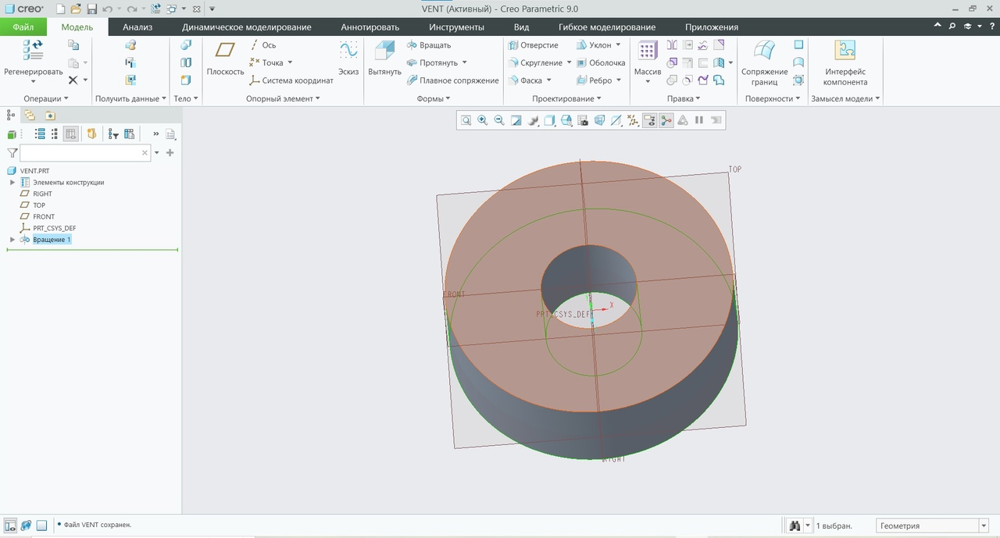 creo
VENT (Активный) - Creo Parametric 9.0
Файл Модель Анализ Динамическое моделирование Аннотировать Инструменты Вид Гибкое моделирование Приложения
Регенерировать
Операции
Получить данные
Тело
Плоскость
Ось
Точка
Система координат
Эскиз
Опорный элемент
Вытянуть
Вращать
Протянуть
Плавное сопряжение
Формы
Отверстие
Скругление
Фаска
Уклон
Оболочка
Ребро
Проектирование
Массив
Правка
Сопряжение
границ
Поверхности
Интерфейс
компонента
Замысел модели
VENT.PRT
Элементы конструкции
RIGHT
TOP
FRONT
PRT_CSYS_DEF
Вращение 1
TOP
FRONT
PRT_CSYS_DEF
X
Y
RIGHT
Файл VENT сохранен.
1 выбран.
Геометрия